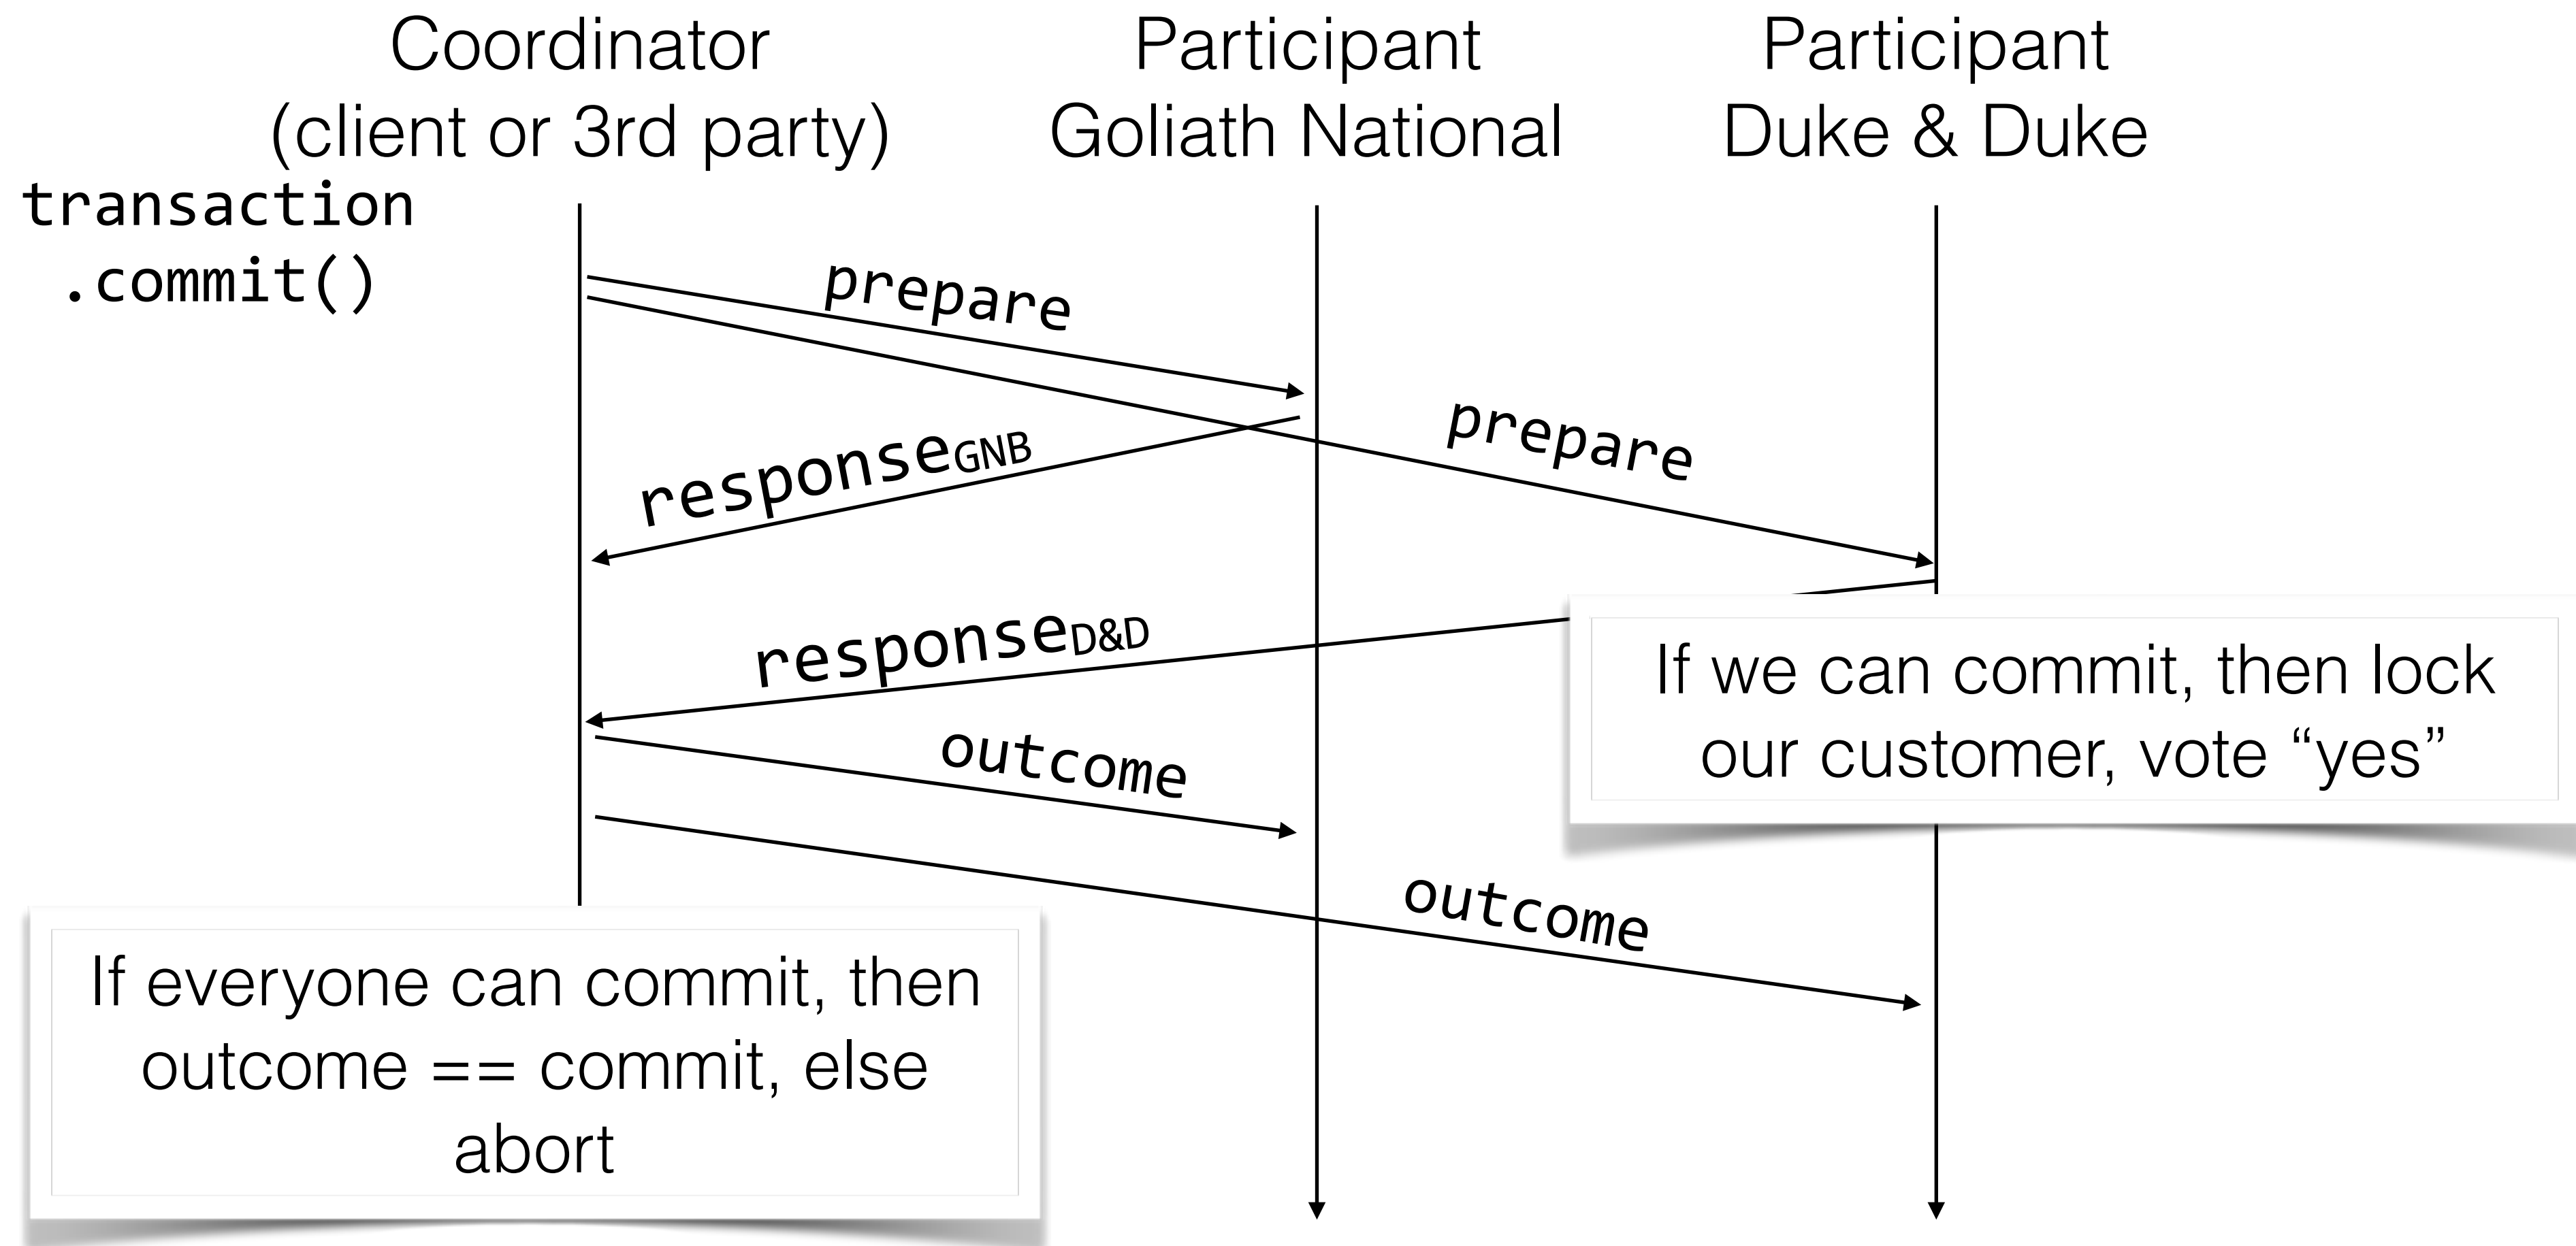 Coordinator
(client or 3rd party)
Participant
Goliath National
Participant
Duke & Duke
transaction
.commit()
prepare
prepare
responseGNB
responseD&D
If we can commit, then lock
our customer, vote “yes”
outcome
outcome
If everyone can commit, then
outcome == commit, else
abort